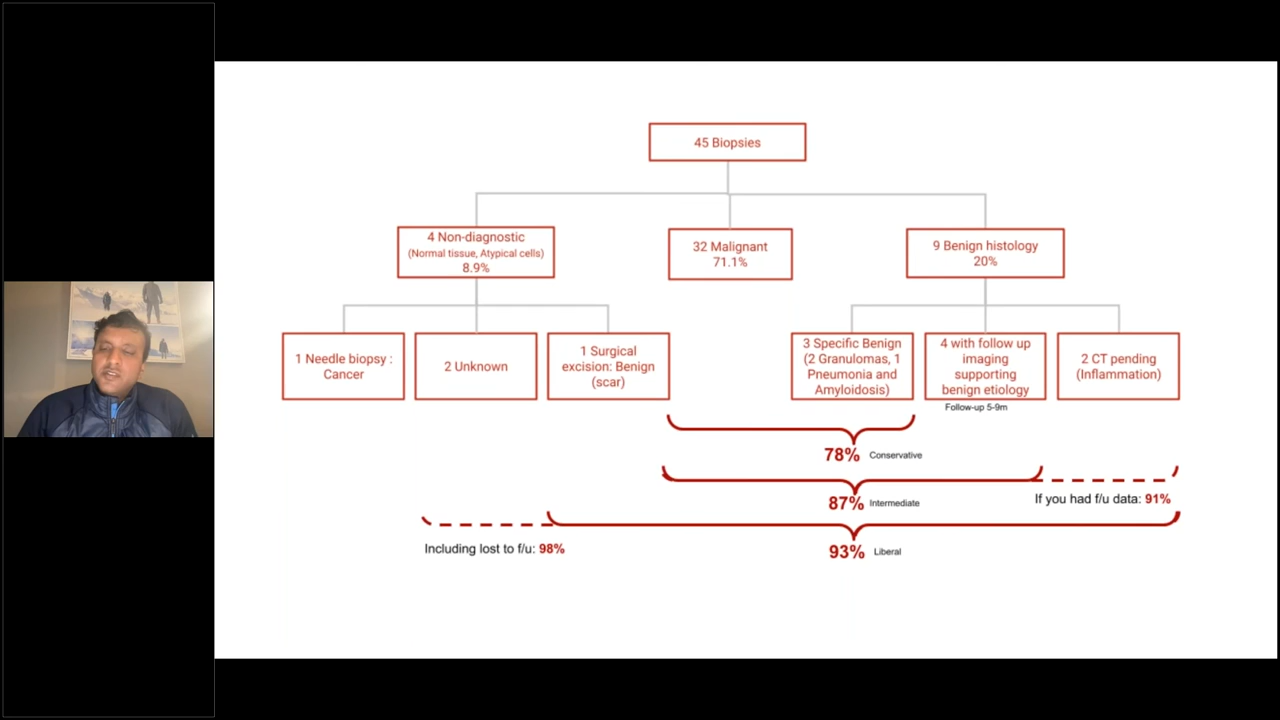 45 Biopsies
4 Non-diagnostic
(Normal tissue, Atypical cells)
8.9%
32 Malignant
71.1%
9 Benign histology
20%
1 Needle biopsy :
Cancer
2 Unknown
1 Surgical
excision: Benign
(scar)
3 Specific Benign
(2 Granulomas, 1
Pneumonia and
Amyloidosis)
4 with follow up
imaging
supporting
benign etiology
2 CT pending
(Inflammation)
Follow-up 5-9m
78% Conservative
87% Intermediate
If you had f/u data: 91%
Including lost to f/u: 98%
93% Liberal